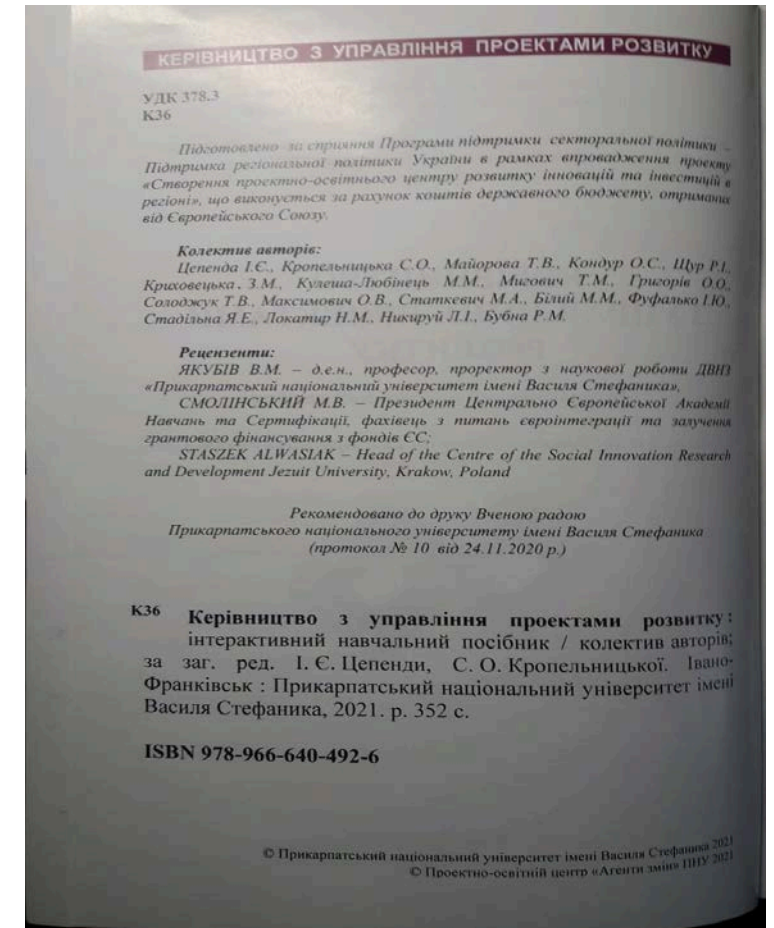 КЕРІВНИЦТВО З УПРАВЛІННЯ ПРОЕКТАМИ РОЗВИТКУ
УДК 378.3
К36
Підготовлено за сприяння Програми підтримки секторальної політики –
Підтримка регіональної політики України в рамках впровадження проекту
«Створення проектно-освітнього центру розвитку інновацій та інвестицій в
регіоні», що виконується за рахунок коштів державного бюджету, отриманих
від Європейського Союзу.
Колектив авторів:
Цепенда І.Є., Кропельницька С.О., Майорова Т.В., Кондур О.С., Щур Р.І.,
Криховецька З.М., Кулеша-Любінець М.М., Мигович Т.М., Григорів О.О.,
Солоджук Т.В., Максимович О.В., Статкевич М.А., Білий М.М., Фуфалько І.Ю.,
Стадільна Я.Е., Локатир Н.М., Никируй Л.І., Бубна Р.М.
Рецензенти:
ЯКУБІВ В.М. – д.е.н., професор, проректор з наукової роботи ДВНЗ
«Прикарпатський національний університет імені Василя Стефаника»,
СМОЛІНСЬКИЙ М.В. – Президент Центрально Європейської Академії
Навчань та Сертифікації, фахівець з питань євроінтеграції та залучення
грантового фінансування з фондів ЄС;
STASZEK ALWASIAK – Head of the Centre of the Social Innovation Research
and Development Jezuit University, Krakow, Poland
Рекомендовано до друку Вченою радою
Прикарпатського національного університету імені Василя Стефаника
(протокол № 10 від 24.11.2020 р.)
К36 Керівництво з управління проектами розвитку :
інтерактивний навчальний посібник / колектив авторів;
за заг. ред. І. Є. Цепенди, С. О. Кропельницької. Івано-
Франківськ : Прикарпатський національний університет імені
Василя Стефаника, 2021. р. 352 с.
ISBN 978-966-640-492-6
© Прикарпатський національний університет імені Василя Стефаника 2021
© Проектно-освітній центр «Агенти змін» ПНУ 2021